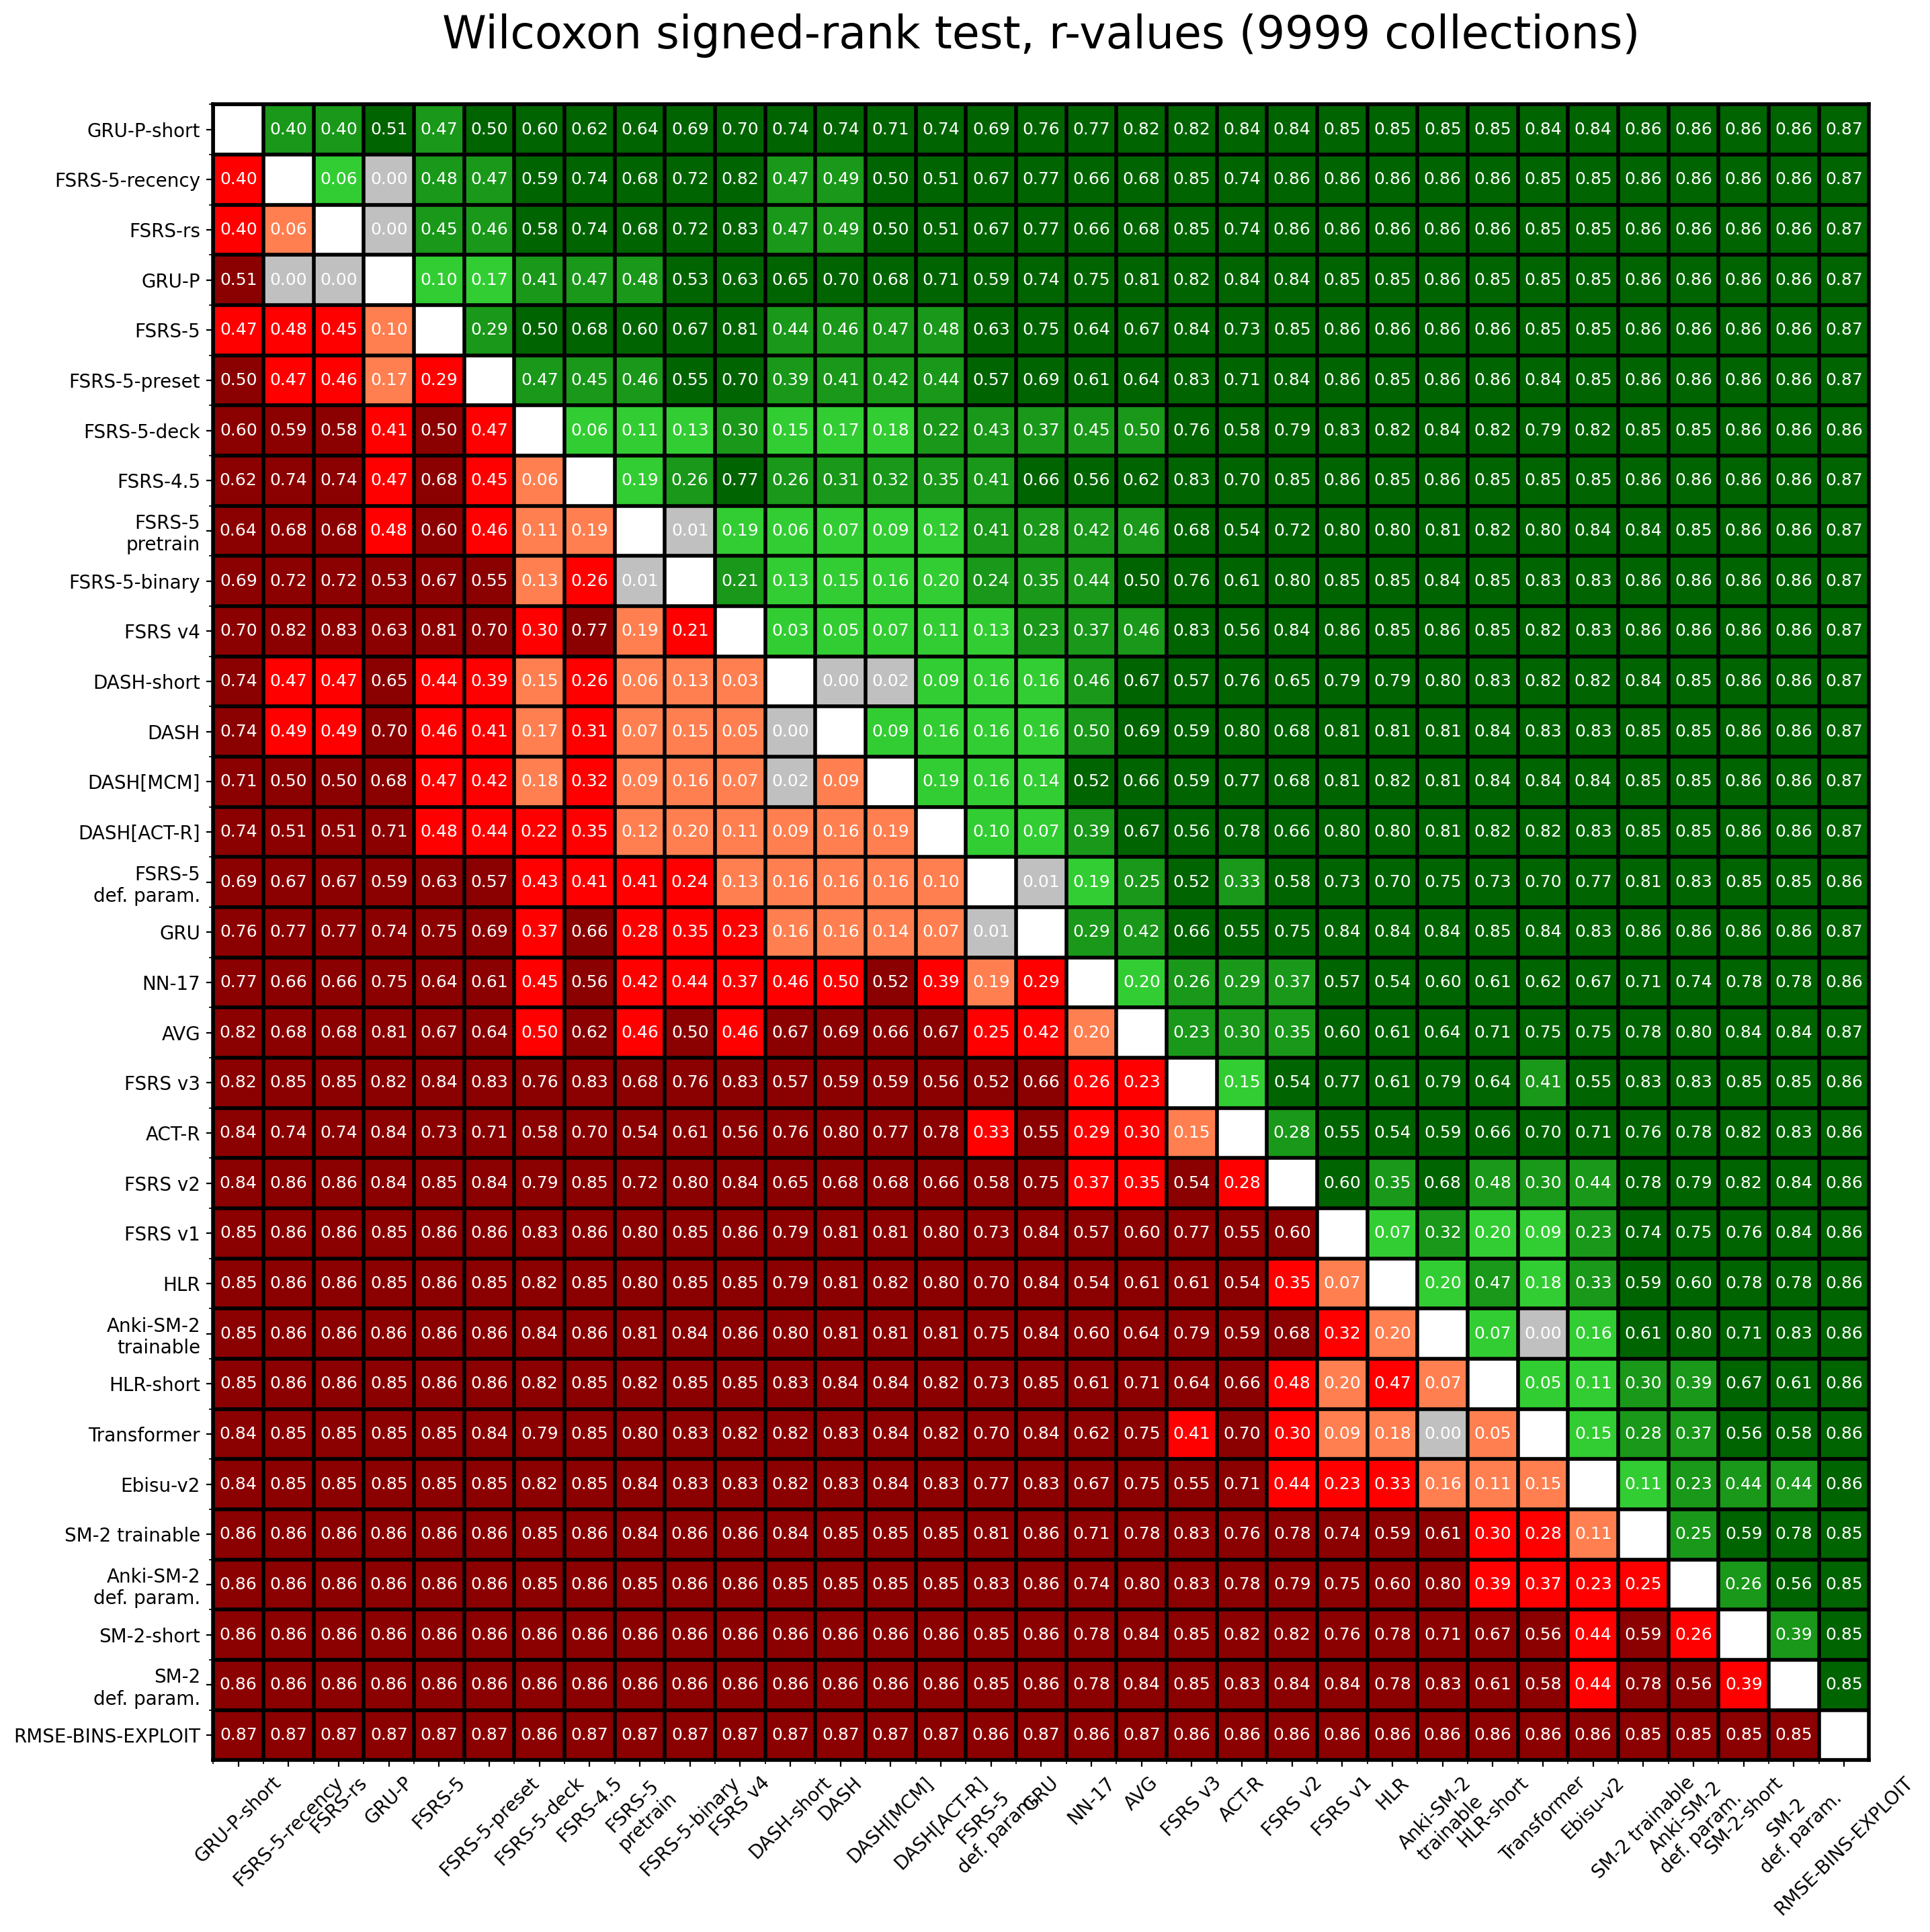 Wilcoxon signed-rank test, r-values (9999 collections)
GRU-P-short 0.40 0.40 0.51 0.47 0.50 0.60 0.62 0.64 0.69 0.70 0.74 0.74 0.71 0.74 0.69 0.76 0.77 0.82 0.82 0.84 0.84 0.85 0.85 0.85 0.85 0.84 0.84 0.86 0.86 0.86 0.86 0.87
FSRS-5-recency 0.40 0.06 0.00 0.48 0.47 0.59 0.74 0.68 0.72 0.82 0.47 0.49 0.50 0.51 0.67 0.77 0.66 0.68 0.85 0.74 0.86 0.86 0.86 0.86 0.86 0.85 0.85 0.86 0.86 0.86 0.86 0.87
FSRS-rs 0.40 0.06 0.00 0.45 0.46 0.58 0.74 0.68 0.72 0.83 0.47 0.49 0.50 0.51 0.67 0.77 0.66 0.68 0.85 0.74 0.86 0.86 0.86 0.86 0.86 0.85 0.85 0.86 0.86 0.86 0.86 0.87
GRU-P 0.51 0.00 0.00 0.10 0.17 0.41 0.47 0.48 0.53 0.63 0.65 0.70 0.68 0.71 0.59 0.74 0.75 0.81 0.82 0.84 0.84 0.85 0.85 0.86 0.85 0.85 0.85 0.86 0.86 0.86 0.86 0.87
FSRS-5 0.47 0.48 0.45 0.10 0.29 0.50 0.68 0.60 0.67 0.81 0.44 0.46 0.47 0.48 0.63 0.75 0.64 0.67 0.84 0.73 0.85 0.86 0.86 0.86 0.86 0.85 0.85 0.86 0.86 0.86 0.86 0.87
FSRS-5-preset 0.50 0.47 0.46 0.17 0.29 0.47 0.45 0.46 0.55 0.70 0.39 0.41 0.42 0.44 0.57 0.69 0.61 0.64 0.83 0.71 0.84 0.86 0.85 0.86 0.86 0.84 0.85 0.86 0.86 0.86 0.86 0.87
FSRS-5-deck 0.60 0.59 0.58 0.41 0.50 0.47 0.06 0.11 0.13 0.30 0.15 0.17 0.18 0.22 0.43 0.37 0.45 0.50 0.76 0.58 0.79 0.83 0.82 0.84 0.82 0.79 0.82 0.85 0.85 0.86 0.86 0.86
FSRS-4.5 0.62 0.74 0.74 0.47 0.68 0.45 0.06 0.19 0.26 0.77 0.26 0.31 0.32 0.35 0.41 0.66 0.56 0.62 0.83 0.70 0.85 0.86 0.85 0.86 0.85 0.85 0.85 0.86 0.86 0.86 0.86 0.87
FSRS-5
pretrain 0.64 0.68 0.68 0.48 0.60 0.46 0.11 0.19 0.01 0.19 0.06 0.07 0.09 0.12 0.41 0.28 0.42 0.46 0.68 0.54 0.72 0.80 0.80 0.81 0.82 0.80 0.84 0.84 0.85 0.86 0.86 0.87
FSRS-5-binary 0.69 0.72 0.72 0.53 0.67 0.55 0.13 0.26 0.01 0.21 0.13 0.15 0.16 0.20 0.24 0.35 0.44 0.50 0.76 0.61 0.80 0.85 0.85 0.84 0.85 0.83 0.83 0.86 0.86 0.86 0.86 0.87
FSRS v4 0.70 0.82 0.83 0.63 0.81 0.70 0.30 0.77 0.19 0.21 0.03 0.05 0.07 0.11 0.13 0.23 0.37 0.46 0.83 0.56 0.84 0.86 0.85 0.86 0.85 0.82 0.83 0.86 0.86 0.86 0.86 0.87
DASH-short 0.74 0.47 0.47 0.65 0.44 0.39 0.15 0.26 0.06 0.13 0.03 0.00 0.02 0.09 0.16 0.16 0.46 0.67 0.57 0.76 0.65 0.79 0.79 0.80 0.83 0.82 0.82 0.84 0.85 0.86 0.86 0.87
DASH 0.74 0.49 0.49 0.70 0.46 0.41 0.17 0.31 0.07 0.15 0.05 0.00 0.09 0.16 0.16 0.16 0.50 0.69 0.59 0.80 0.68 0.81 0.81 0.81 0.84 0.83 0.83 0.85 0.85 0.86 0.86 0.87
DASH[MCM] 0.71 0.50 0.50 0.68 0.47 0.42 0.18 0.32 0.09 0.16 0.07 0.02 0.09 0.19 0.16 0.14 0.52 0.66 0.59 0.77 0.68 0.81 0.82 0.81 0.84 0.84 0.84 0.85 0.85 0.86 0.86 0.87
DASH[ACT-R] 0.74 0.51 0.51 0.71 0.48 0.44 0.22 0.35 0.12 0.20 0.11 0.09 0.16 0.19 0.10 0.07 0.39 0.67 0.56 0.78 0.66 0.80 0.80 0.81 0.82 0.82 0.83 0.85 0.85 0.86 0.86 0.87
FSRS-5
def. param. 0.69 0.67 0.67 0.59 0.63 0.57 0.43 0.41 0.41 0.24 0.13 0.16 0.16 0.16 0.10 0.01 0.19 0.25 0.52 0.33 0.58 0.73 0.70 0.75 0.73 0.70 0.77 0.81 0.83 0.85 0.85 0.86
GRU 0.76 0.77 0.77 0.74 0.75 0.69 0.37 0.66 0.28 0.35 0.23 0.16 0.16 0.14 0.07 0.01 0.29 0.42 0.66 0.55 0.75 0.84 0.84 0.84 0.85 0.84 0.83 0.86 0.86 0.86 0.86 0.87
NN-17 0.77 0.66 0.66 0.75 0.64 0.61 0.45 0.56 0.42 0.44 0.37 0.46 0.50 0.52 0.39 0.19 0.29 0.20 0.26 0.29 0.37 0.57 0.54 0.60 0.61 0.62 0.67 0.71 0.74 0.78 0.78 0.86
AVG 0.82 0.68 0.68 0.81 0.67 0.64 0.50 0.62 0.46 0.50 0.46 0.67 0.69 0.66 0.67 0.25 0.42 0.20 0.23 0.30 0.35 0.60 0.61 0.64 0.71 0.75 0.75 0.78 0.80 0.84 0.84 0.87
FSRS v3 0.82 0.85 0.85 0.82 0.84 0.83 0.76 0.83 0.68 0.76 0.83 0.57 0.59 0.59 0.56 0.52 0.66 0.26 0.23 0.15 0.54 0.77 0.61 0.79 0.64 0.41 0.55 0.83 0.83 0.85 0.85 0.86
ACT-R 0.84 0.74 0.74 0.84 0.73 0.71 0.58 0.70 0.54 0.61 0.56 0.76 0.80 0.77 0.78 0.33 0.55 0.29 0.30 0.15 0.28 0.55 0.54 0.59 0.66 0.70 0.71 0.76 0.78 0.82 0.83 0.86
FSRS v2 0.84 0.86 0.86 0.84 0.85 0.84 0.79 0.85 0.72 0.80 0.84 0.65 0.68 0.68 0.66 0.58 0.75 0.37 0.35 0.54 0.28 0.60 0.35 0.68 0.48 0.30 0.44 0.78 0.79 0.82 0.84 0.86
FSRS v1 0.85 0.86 0.86 0.85 0.86 0.86 0.83 0.86 0.80 0.85 0.86 0.79 0.81 0.81 0.80 0.73 0.84 0.57 0.60 0.77 0.55 0.60 0.07 0.32 0.20 0.09 0.23 0.74 0.75 0.76 0.84 0.86
HLR 0.85 0.86 0.86 0.85 0.86 0.85 0.82 0.85 0.80 0.85 0.85 0.79 0.81 0.82 0.80 0.70 0.84 0.54 0.61 0.61 0.54 0.35 0.07 0.20 0.47 0.18 0.33 0.59 0.60 0.78 0.78 0.86
Anki-SM-2
trainable 0.85 0.86 0.86 0.86 0.86 0.86 0.84 0.86 0.81 0.84 0.86 0.80 0.81 0.81 0.81 0.75 0.84 0.60 0.64 0.79 0.59 0.68 0.32 0.20 0.07 0.00 0.16 0.61 0.80 0.71 0.83 0.86
HLR-short 0.85 0.86 0.86 0.85 0.86 0.86 0.82 0.85 0.82 0.85 0.85 0.83 0.84 0.84 0.82 0.73 0.85 0.61 0.71 0.64 0.66 0.48 0.20 0.47 0.07 0.05 0.11 0.30 0.39 0.67 0.61 0.86
Transformer 0.84 0.85 0.85 0.85 0.85 0.84 0.79 0.85 0.80 0.83 0.82 0.82 0.83 0.84 0.82 0.70 0.84 0.62 0.75 0.41 0.70 0.30 0.09 0.18 0.00 0.05 0.15 0.28 0.37 0.56 0.58 0.86
Ebisu-v2 0.84 0.85 0.85 0.85 0.85 0.85 0.82 0.85 0.84 0.83 0.83 0.82 0.83 0.84 0.83 0.77 0.83 0.67 0.75 0.55 0.71 0.44 0.23 0.33 0.16 0.11 0.15 0.11 0.23 0.44 0.44 0.86
SM-2 trainable 0.86 0.86 0.86 0.86 0.86 0.86 0.85 0.86 0.84 0.86 0.86 0.84 0.85 0.85 0.85 0.81 0.86 0.71 0.78 0.83 0.76 0.78 0.74 0.59 0.61 0.30 0.28 0.11 0.25 0.59 0.78 0.85
Anki-SM-2
def. param. 0.86 0.86 0.86 0.86 0.86 0.86 0.85 0.86 0.85 0.86 0.86 0.85 0.85 0.85 0.85 0.83 0.86 0.74 0.80 0.83 0.78 0.79 0.75 0.60 0.80 0.39 0.37 0.23 0.25 0.26 0.56 0.85
SM-2-short 0.86 0.86 0.86 0.86 0.86 0.86 0.86 0.86 0.86 0.86 0.86 0.86 0.86 0.86 0.86 0.85 0.86 0.78 0.84 0.85 0.82 0.82 0.76 0.78 0.71 0.67 0.56 0.44 0.59 0.26 0.39 0.85
SM-2
def. param. 0.86 0.86 0.86 0.86 0.86 0.86 0.86 0.86 0.86 0.86 0.86 0.86 0.86 0.86 0.86 0.85 0.86 0.78 0.84 0.85 0.83 0.84 0.84 0.78 0.83 0.61 0.58 0.44 0.78 0.56 0.39 0.85
RMSE-BINS-EXPLOIT 0.87 0.87 0.87 0.87 0.87 0.87 0.86 0.87 0.87 0.87 0.87 0.87 0.87 0.87 0.87 0.86 0.87 0.86 0.87 0.86 0.86 0.86 0.86 0.86 0.86 0.86 0.86 0.86 0.85 0.85 0.85 0.85
GRU-P-short
FSRS-5-recency
FSRS-rs
GRU-P
FSRS-5
FSRS-5-preset
FSRS-5-deck
FSRS-4.5
FSRS-5
pretrain
FSRS-5-binary
FSRS v4
DASH-short
DASH
DASH[MCM]
DASH[ACT-R]
FSRS-5
def. param.
GRU
NN-17
AVG
FSRS v3
ACT-R
FSRS v2
FSRS v1
HLR
Anki-SM-2
trainable
HLR-short
Transformer
Ebisu-v2
SM-2 trainable
Anki-SM-2
def. param.
SM-2-short
SM-2
def. param.
RMSE-BINS-EXPLOIT